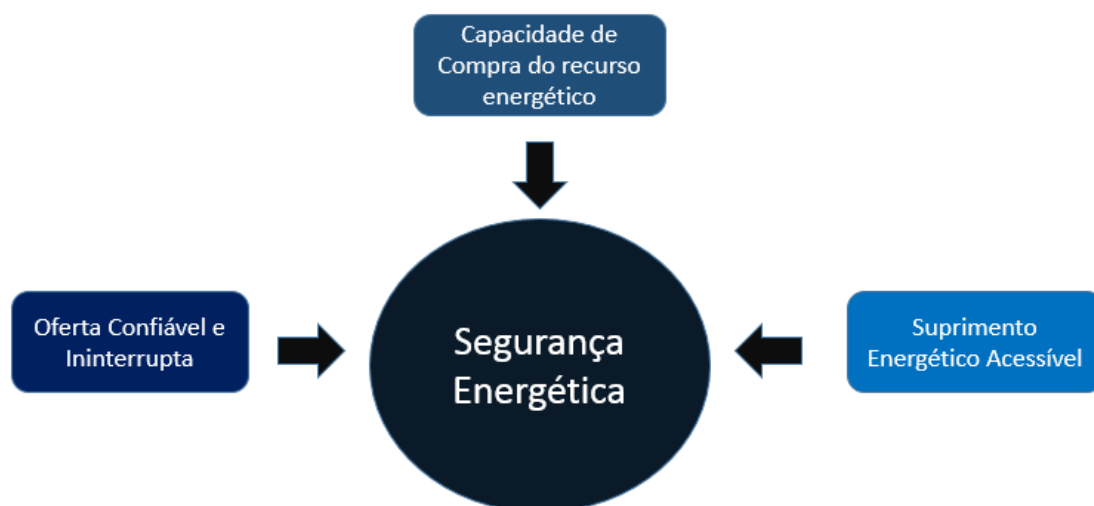 Capacidade de
Compra do recurso
energético
Oferta Confiável e
Ininterrupta
Segurança
Energética
Suprimento
Energético Acessível